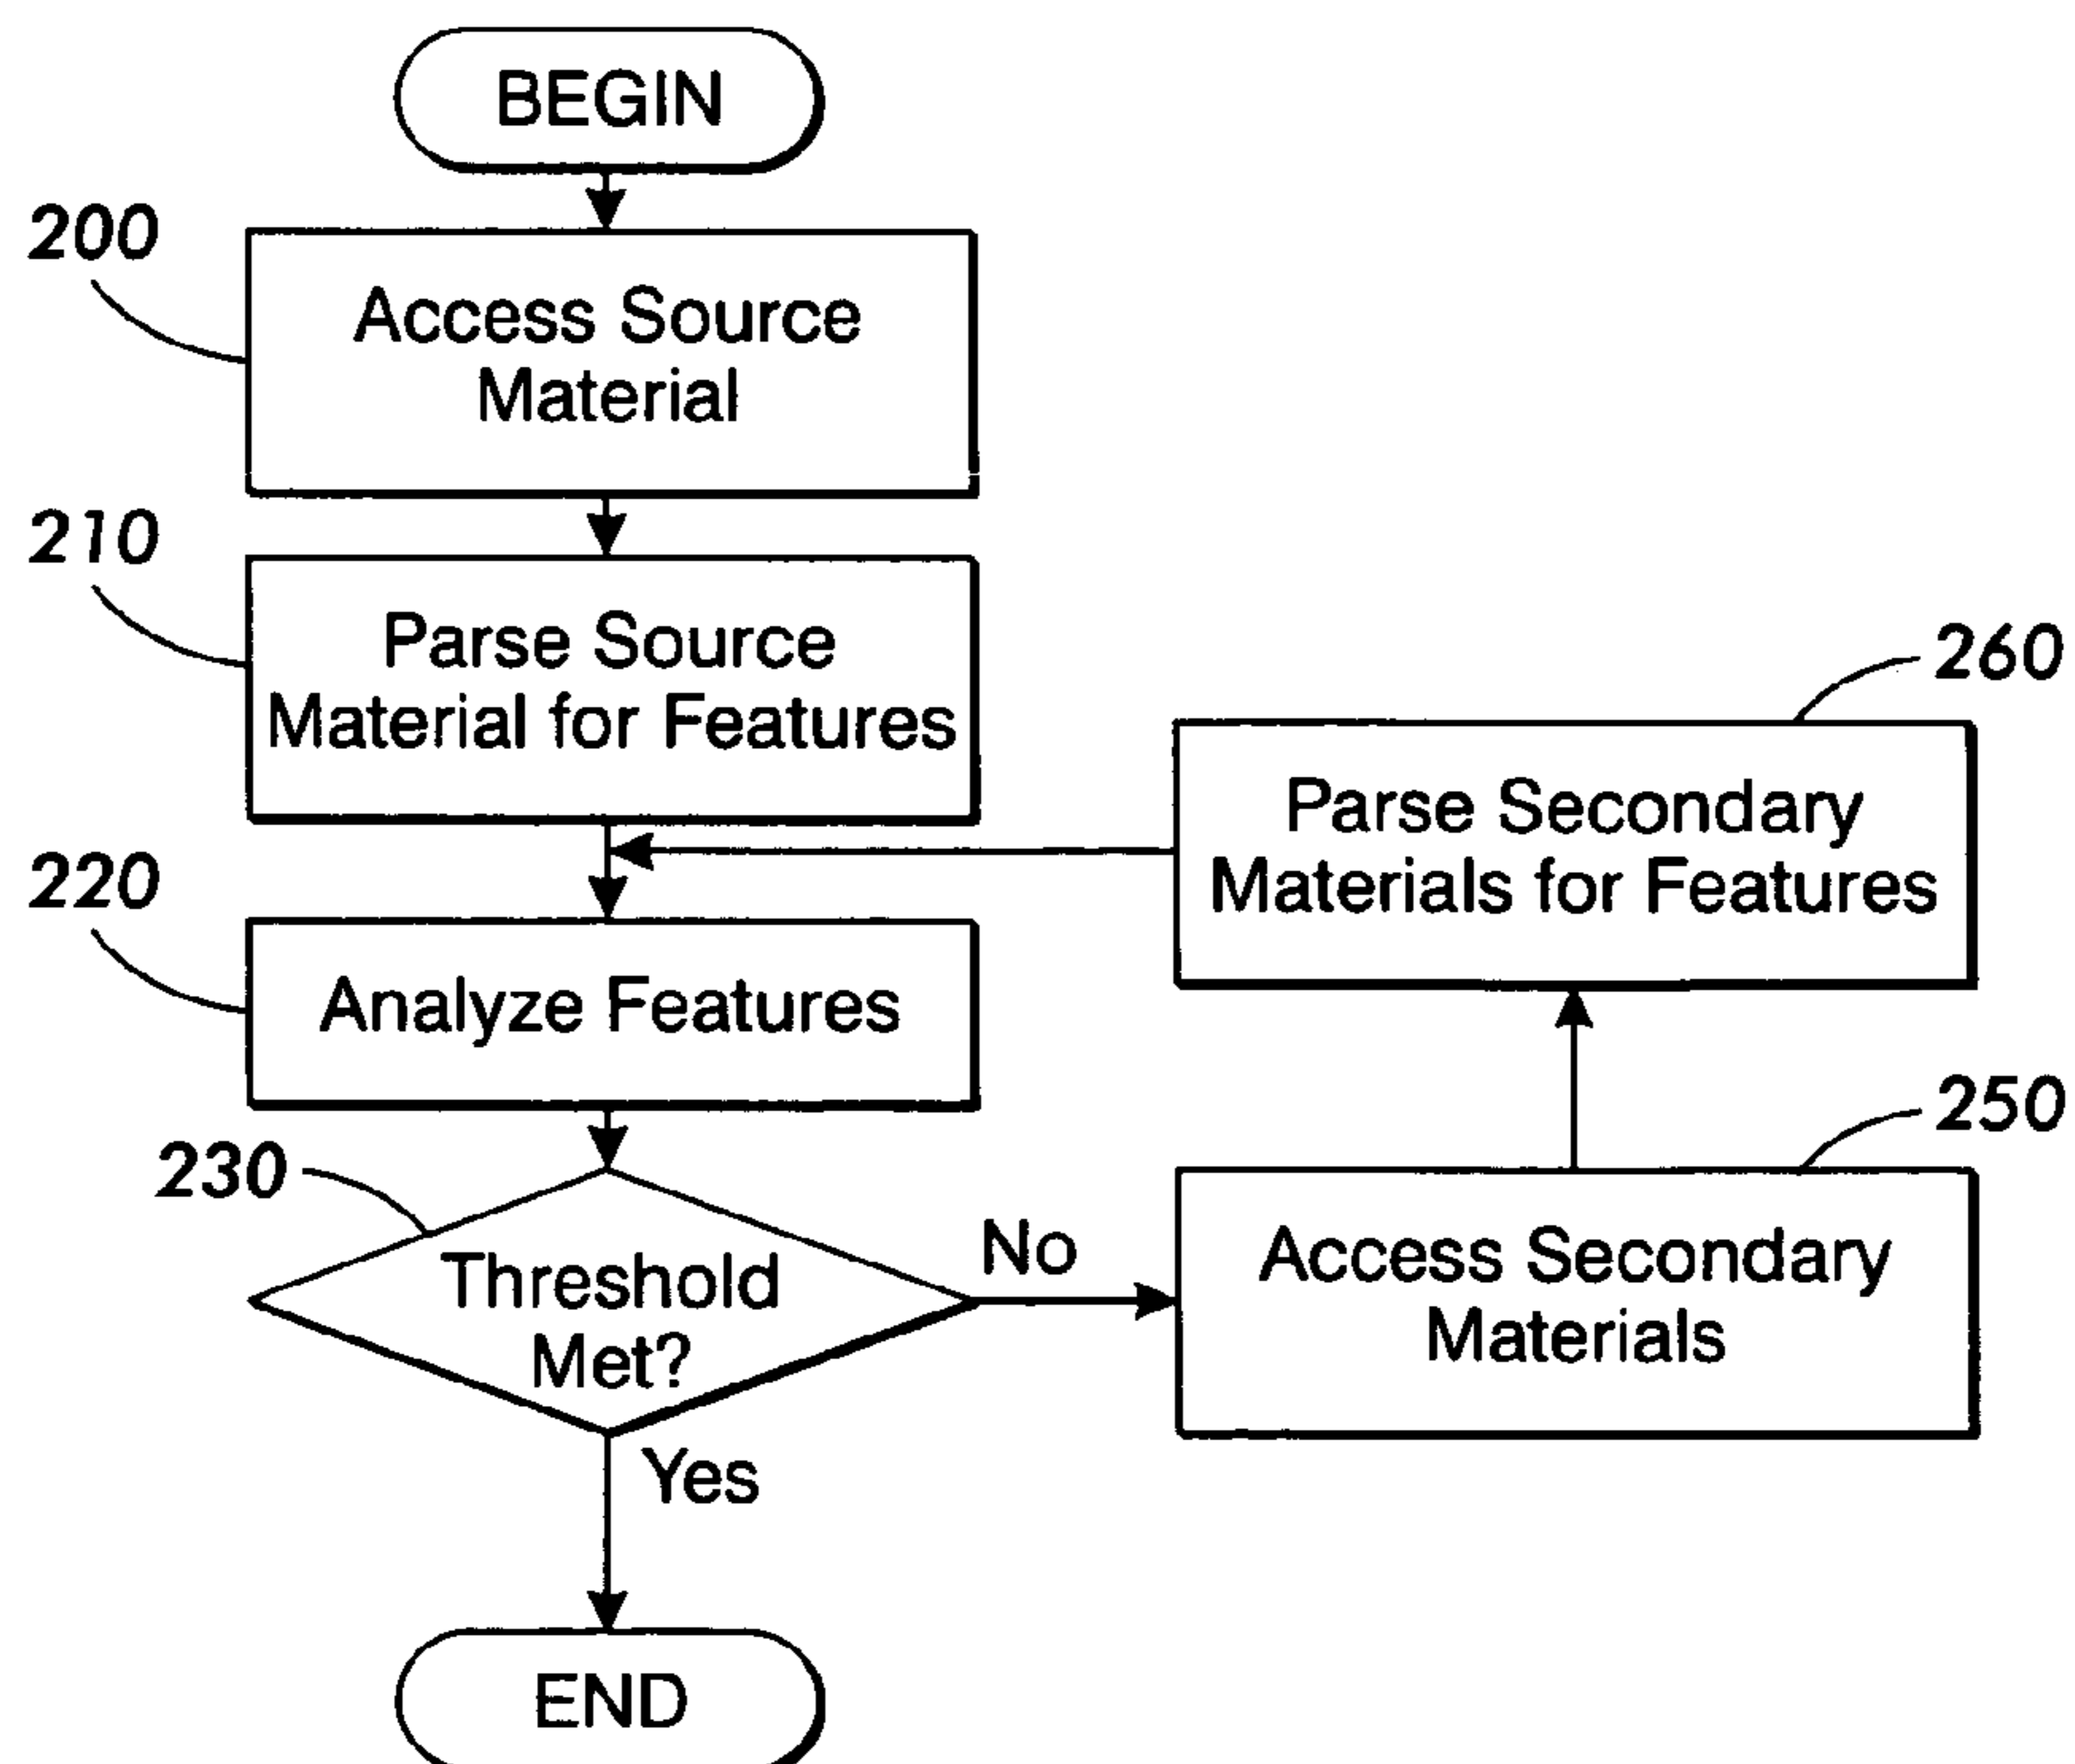 BEGIN
200
Access Source
Material
210
Parse Source
Material for Features
260
Parse Secondary
Materials for Features
220
Analyze Features
250
230
Threshold
Met?
No
Access Secondary
Materials
Yes
END